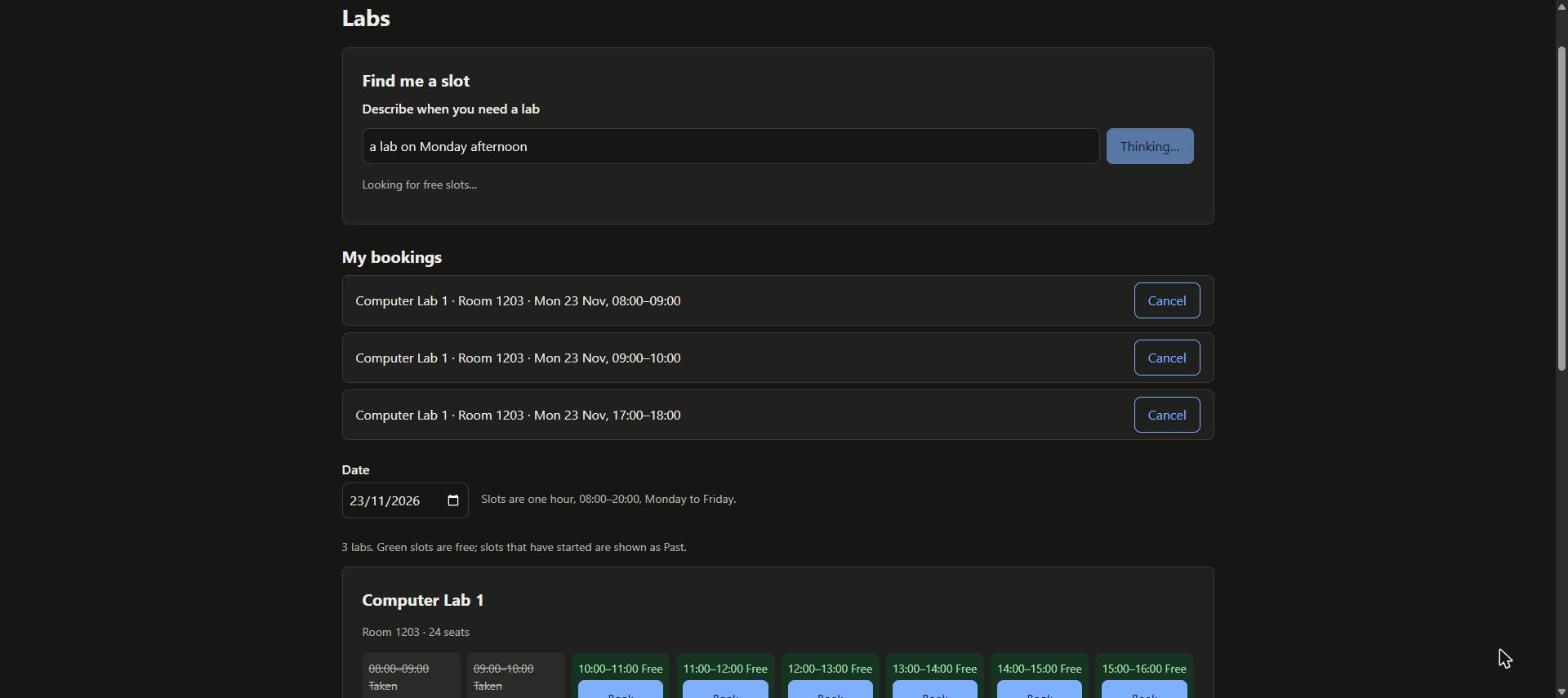 Labs
Find me a slot
Describe when you need a lab
a lab on Monday afternoon
Thinking...
Looking for free slots...
My bookings
Computer Lab 1 · Room 1203 · Mon 23 Nov, 08:00–09:00
Cancel
Computer Lab 1 · Room 1203 · Mon 23 Nov, 09:00–10:00
Cancel
Computer Lab 1 · Room 1203 · Mon 23 Nov, 17:00–18:00
Cancel
Date
23/11/2026
Slots are one hour, 08:00–20:00, Monday to Friday.
3 labs. Green slots are free; slots that have started are shown as Past.
Computer Lab 1
Room 1203 · 24 seats
08:00–09:00 Taken
09:00–10:00 Taken
10:00–11:00 Free
11:00–12:00 Free
12:00–13:00 Free
13:00–14:00 Free
14:00–15:00 Free
15:00–16:00 Free